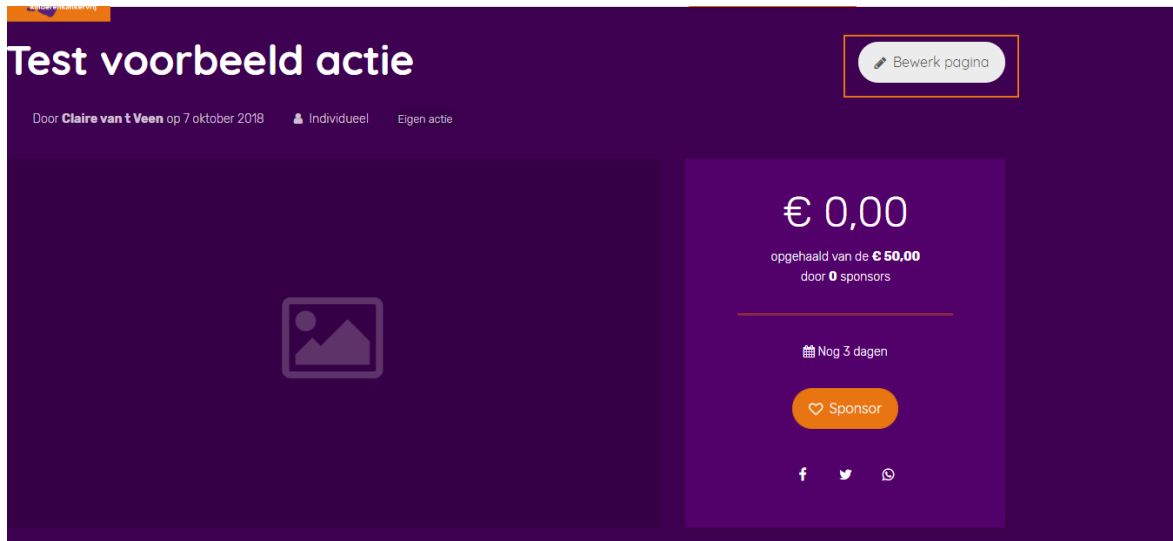 kinderenkankervrij
Test voorbeeld actie
Bewerk pagina
Door Claire van t Veen op 7 oktober 2018 Individueel Eigen actie
€ 0,00
opgehaald van de € 50,00
door 0 sponsors
Nog 3 dagen
Sponsor